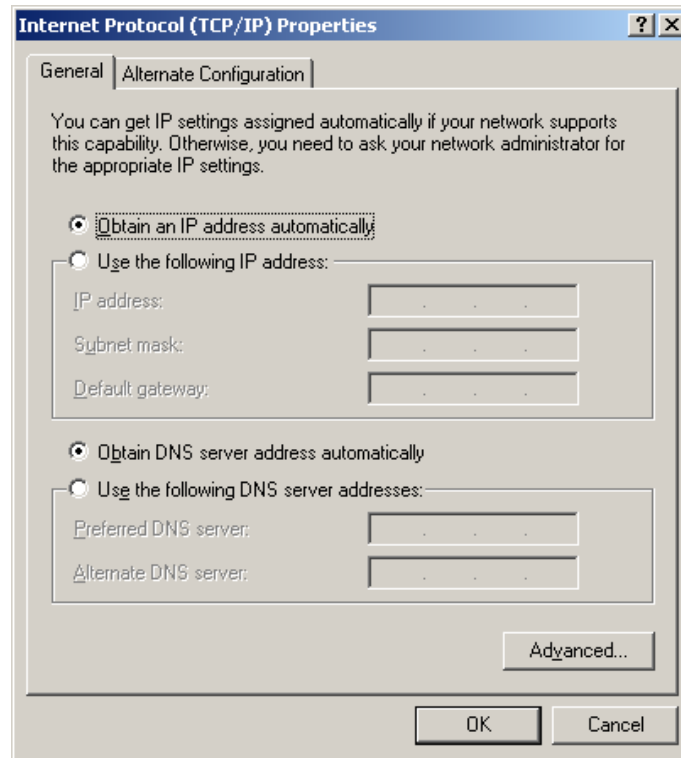 Internet Protocol (TCP/IP) Properties
General
Alternate Configuration
You can get IP settings assigned automatically if your network supports
this capability. Otherwise, you need to ask your network administrator for
the appropriate IP settings.
Obtain an IP address automatically
Use the following IP address:
IP address:
Subnet mask:
Default gateway:
Obtain DNS server address automatically
Use the following DNS server addresses:
Preferred DNS server:
Alternate DNS server:
Advanced...
OK
Cancel